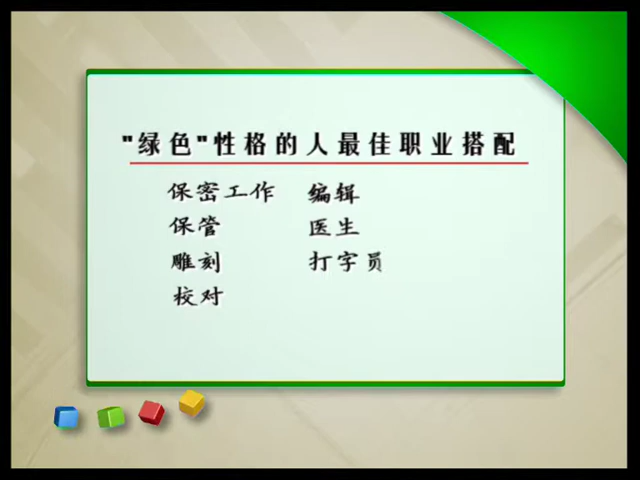 "绿色"性格的人最佳职业搭配
保密工作 编辑
保管 医生
雕刻 打字员
校对